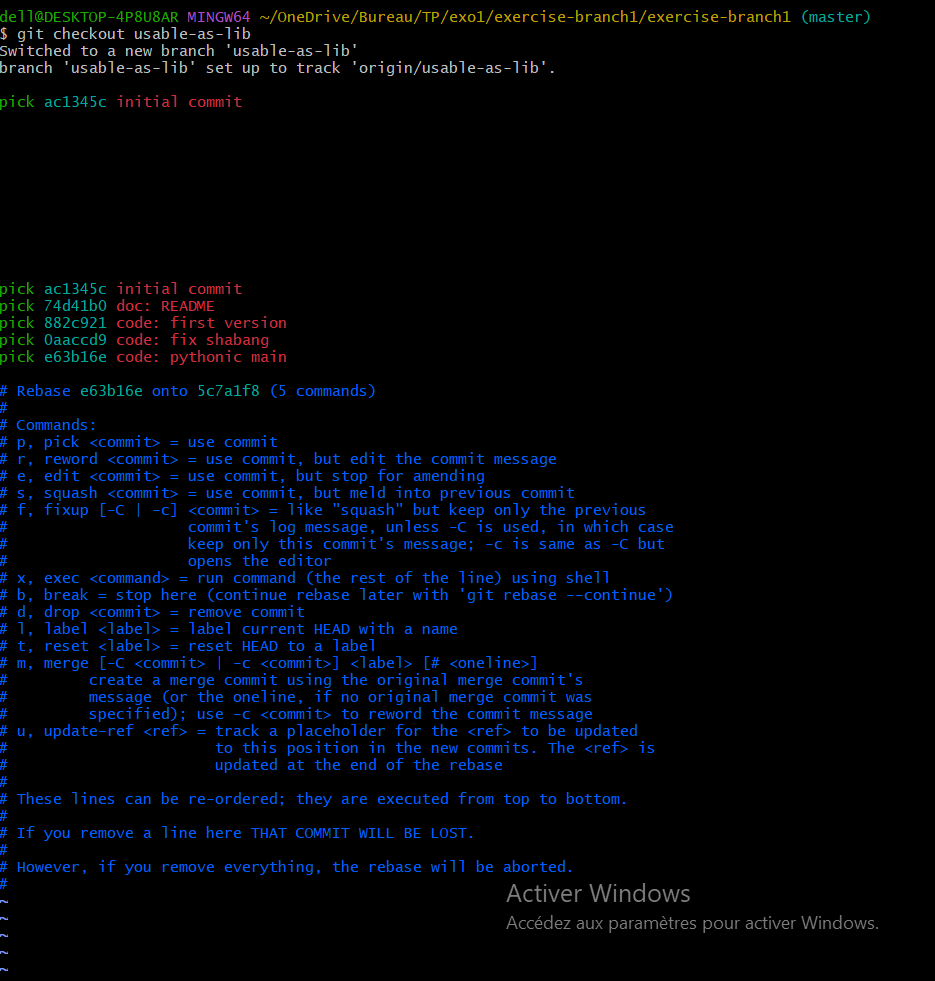 dell@DESKTOP-4P8U8AR MINGW64 ~/OneDrive/Bureau/TP/exo1/exercise-branch1/exercise-branch1 (master)
$ git checkout usable-as-lib
Switched to a new branch 'usable-as-lib'
branch 'usable-as-lib' set up to track 'origin/usable-as-lib'.
pick ac1345c initial commit
pick ac1345c initial commit
pick 74d41b0 doc: README
pick 882c921 code: first version
pick 0aaccd9 code: fix shabang
pick e63b16e code: pythonic main
# Rebase e63b16e onto 5c7a1f8 (5 commands)
#
# Commands:
# p, pick <commit> = use commit
# r, reword <commit> = use commit, but edit the commit message
# e, edit <commit> = use commit, but stop for amending
# s, squash <commit> = use commit, but meld into previous commit
# f, fixup [-C | -c] <commit> = like "squash" but keep only the previous
#                    commit's log message, unless -C is used, in which case
#                    keep only this commit's message; -c is same as -C but
#                    opens the editor
# x, exec <command> = run command (the rest of the line) using shell
# b, break = stop here (continue rebase later with 'git rebase --continue')
# d, drop <commit> = remove commit
# l, label <label> = label current HEAD with a name
# t, reset <label> = reset HEAD to a label
# m, merge [-C <commit> | -c <commit>] <label> [# <oneline>]
#         create a merge commit using the original merge commit's
#         message (or the oneline, if no original merge commit was
#         specified); use -c <commit> to reword the commit message
# u, update-ref <ref> = track a placeholder for the <ref> to be updated
#                       to this position in the new commits. The <ref> is
#                       updated at the end of the rebase
#
# These lines can be re-ordered; they are executed from top to bottom.
#
# If you remove a line here THAT COMMIT WILL BE LOST.
#
# However, if you remove everything, the rebase will be aborted.
#
~
~
~
~
~
Activer Windows
Accédez aux paramètres pour activer Windows.